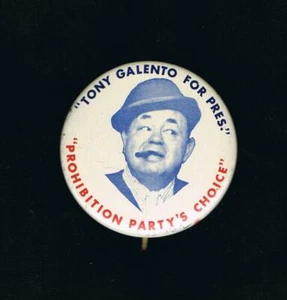 "TONY GALENTO FOR PRES."
"PROHIBITION PARTY'S CHOICE"